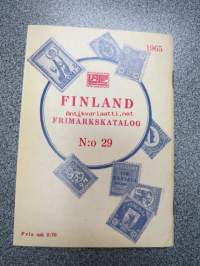 1965
FINLAND
Antikvariaatti.net
FRIMÄRKSKATALOG
N:o 29